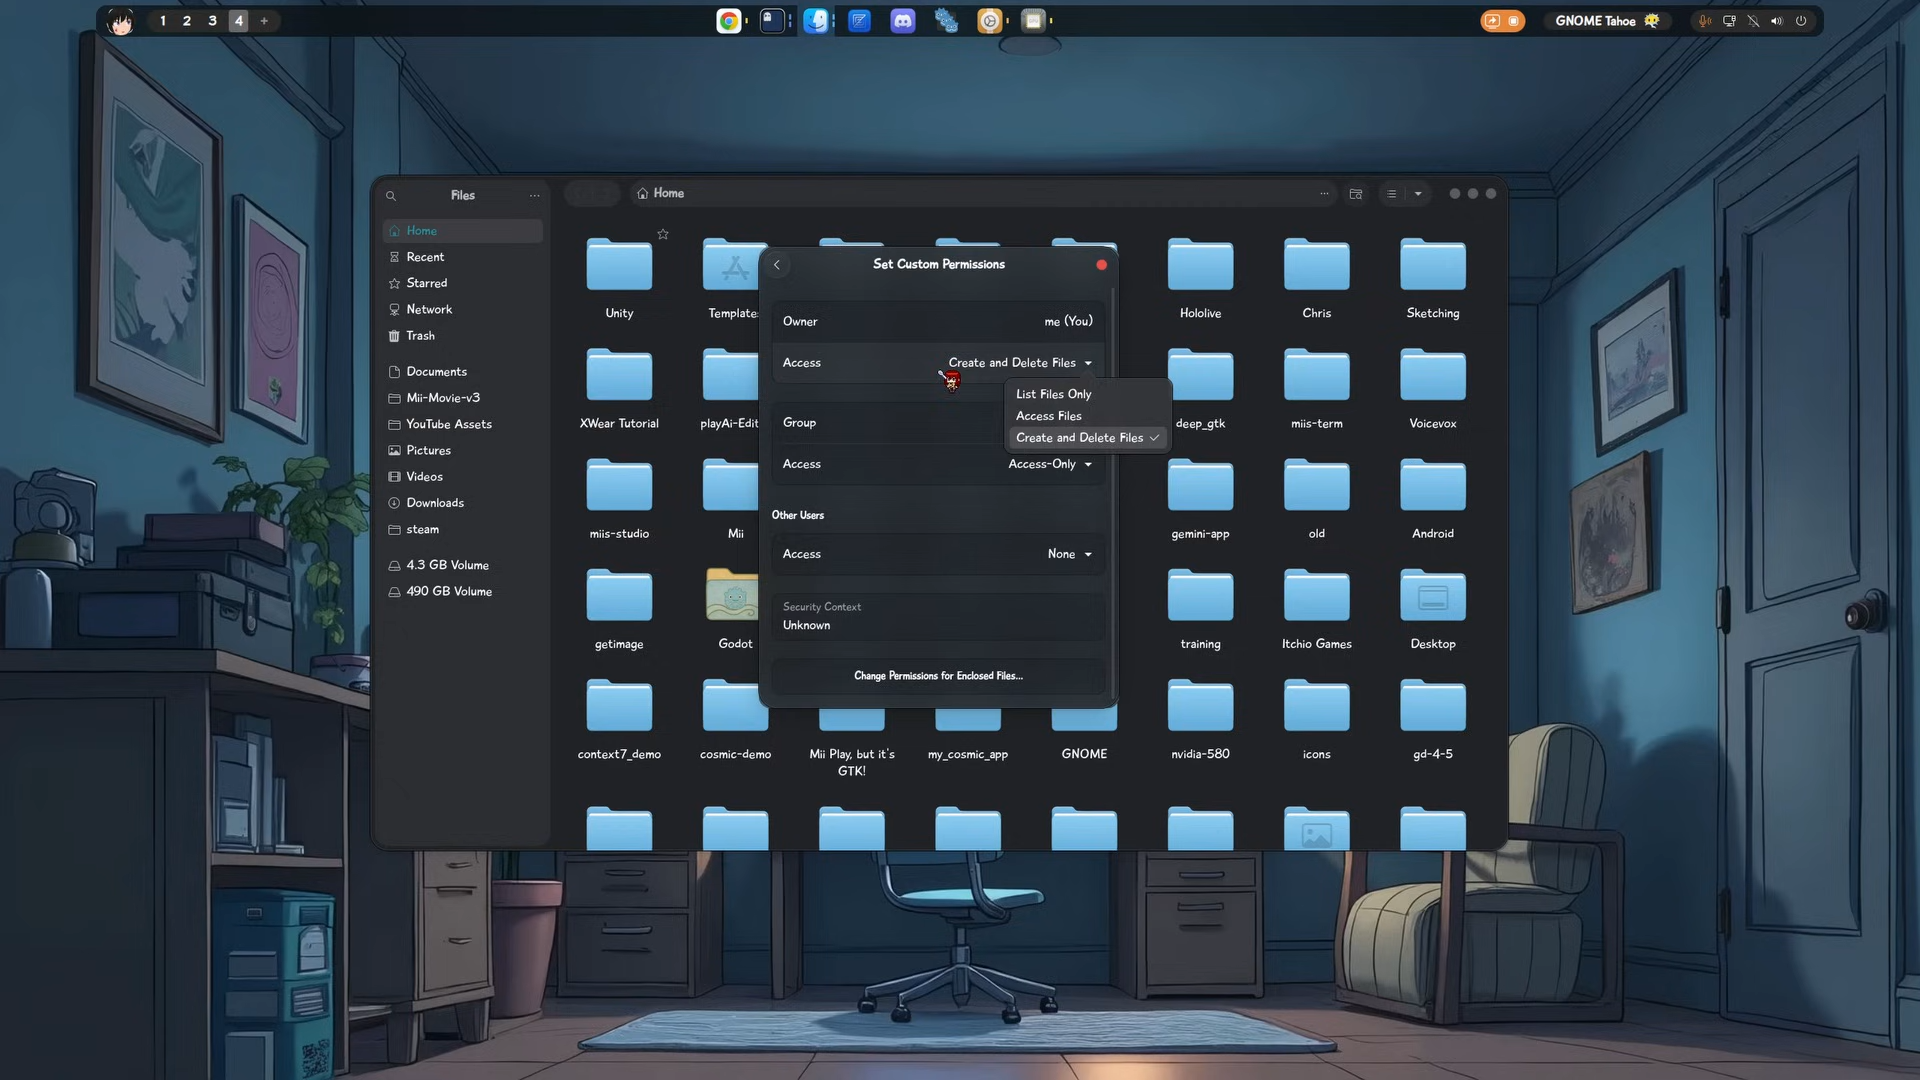 1 2 3 4 +
GNOME Tahoe
Files
Home
Home
Recent
Starred
Network
Trash
Documents
Mii-Movie-v3
YouTube Assets
Pictures
Videos
Downloads
steam
4.3 GB Volume
490 GB Volume
Unity
Hololive
Chris
Sketching
XWear Tutorial
deep_gtk
miis-term
Voicevox
miis-studio
Mii
gemini-app
old
Android
getimage
Godot
training
Itchio Games
Desktop
context7_demo
cosmic-demo
Mii Play, but it's
GTK!
my_cosmic_app
GNOME
nvidia-580
icons
gd-4-5
Set Custom Permissions
Owner
me (You)
Access
Create and Delete Files
List Files Only
Access Files
Create and Delete Files
Group
Access
Access-Only
Other Users
Access
None
Security Context
Unknown
Change Permissions for Enclosed Files...